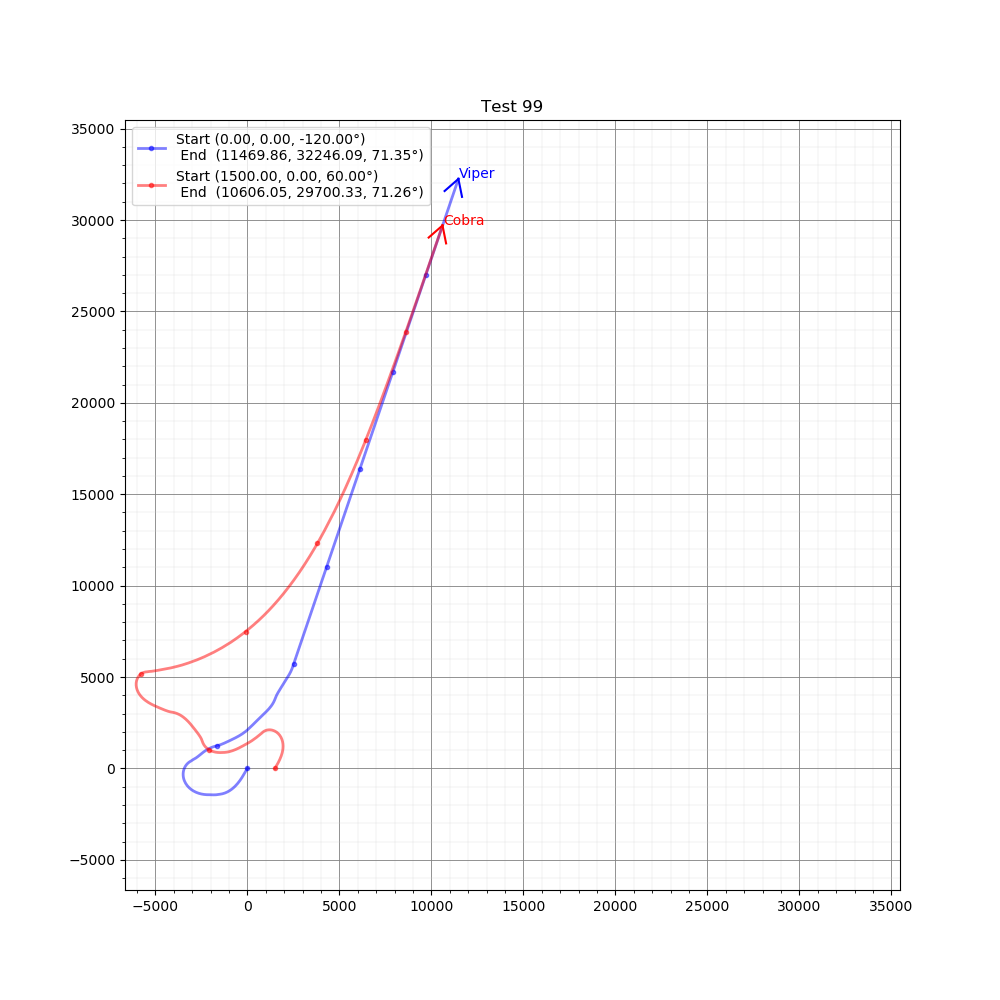 Test 99
Start (0.00, 0.00, -120.00°)
End  (11469.86, 32246.09, 71.35°)
Start (1500.00, 0.00, 60.00°)
End  (10606.05, 29700.33, 71.26°)
Viper
Cobra
35000
30000
25000
20000
15000
10000
5000
0
−5000
−5000 0 5000 10000 15000 20000 25000 30000 35000